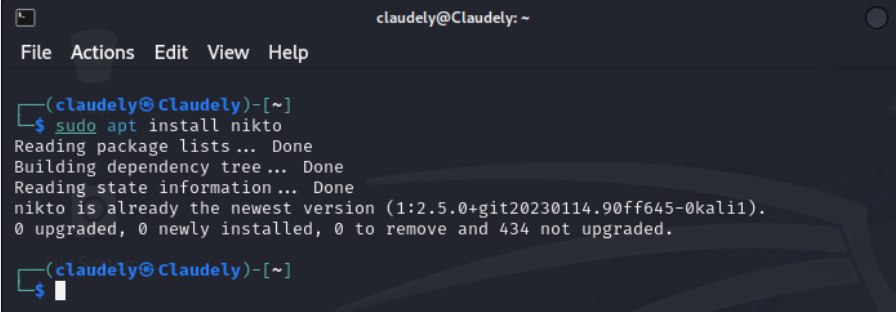 claudely@Claudely: ~
File Actions Edit View Help
┌──(claudely㉿Claudely)-[~]
└─$ sudo apt install nikto
Reading package lists... Done
Building dependency tree... Done
Reading state information... Done
nikto is already the newest version (1:2.5.0+git20230114.90ff645-0kali1).
0 upgraded, 0 newly installed, 0 to remove and 434 not upgraded.
┌──(claudely㉿Claudely)-[~]
└─$